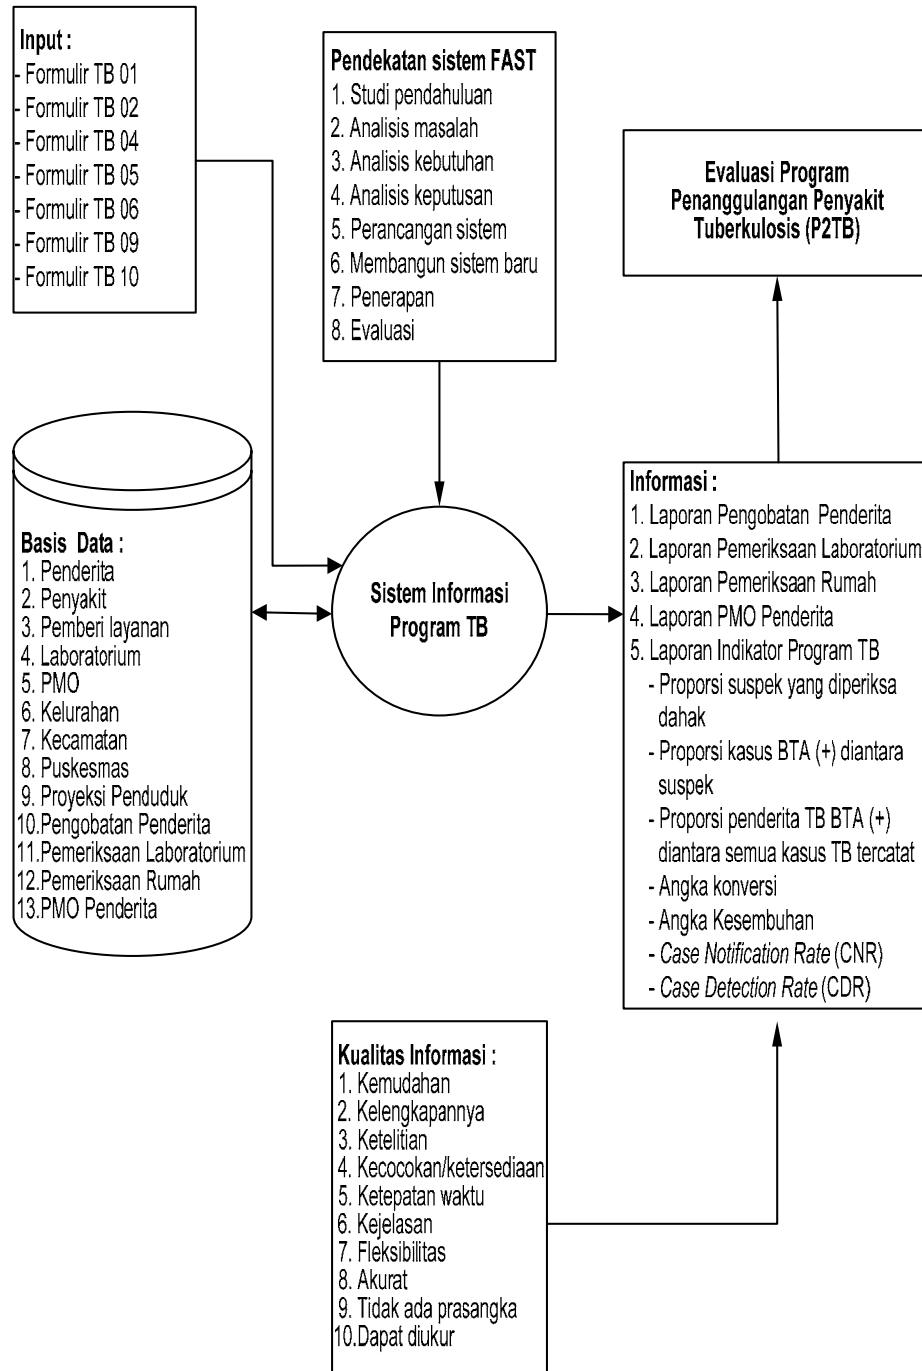 Input :
- Formulir TB 01
- Formulir TB 02
- Formulir TB 04
- Formulir TB 05
- Formulir TB 06
- Formulir TB 09
- Formulir TB 10
Pendekatan sistem FAST
1. Studi pendahuluan
2. Analisis masalah
3. Analisis kebutuhan
4. Analisis keputusan
5. Perancangan sistem
6. Membangun sistem baru
7. Penerapan
8. Evaluasi
Evaluasi Program
Penanggulangan Penyakit
Tuberkulosis (P2TB)
Basis Data :
1. Penderita
2. Penyakit
3. Pemberi layanan
4. Laboratorium
5. PMO
6. Kelurahan
7. Kecamatan
8. Puskesmas
9. Proyeksi Penduduk
10.Pengobatan Penderita
11.Pemeriksaan Laboratorium
12.Pemeriksaan Rumah
13.PMO Penderita
Sistem Informasi
Program TB
Informasi :
1. Laporan Pengobatan Penderita
2. Laporan Pemeriksaan Laboratorium
3. Laporan Pemeriksaan Rumah
4. Laporan PMO Penderita
5. Laporan Indikator Program TB
- Proporsi suspek yang diperiksa
dahak
- Proporsi kasus BTA (+) diantara
suspek
- Proporsi penderita TB BTA (+)
diantara semua kasus TB tercatat
- Angka konversi
- Angka Kesembuhan
- Case Notification Rate (CNR)
- Case Detection Rate (CDR)
Kualitas Informasi :
1. Kemudahan
2. Kelengkapannya
3. Ketelitian
4. Kecocokan/ketersediaan
5. Ketepatan waktu
6. Kejelasan
7. Fleksibilitas
8. Akurat
9. Tidak ada prasangka
10.Dapat diukur